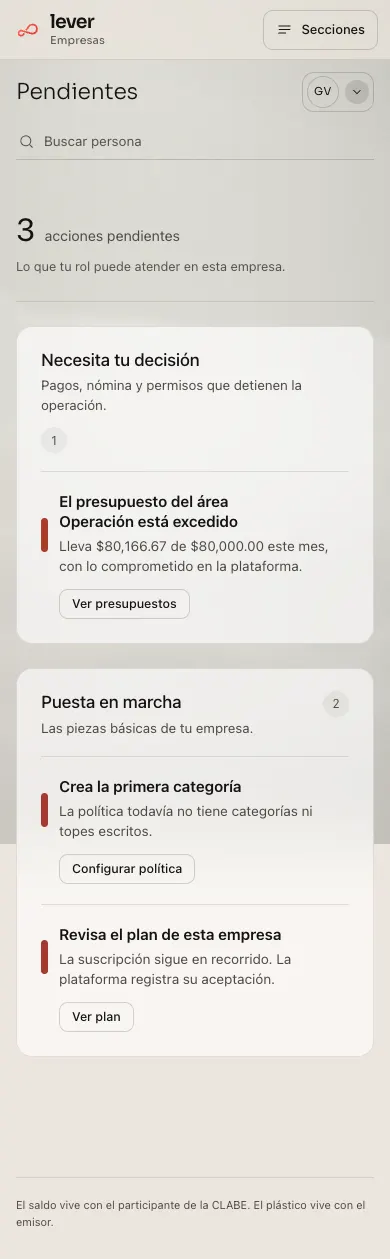 lever
Empresas
Secciones
Pendientes
GV
Buscar persona
3 acciones pendientes
Lo que tu rol puede atender en esta empresa.
Necesita tu decisión
Pagos, nómina y permisos que detienen la
operación.
1
El presupuesto del área
Operación está excedido
Lleva $80,166.67 de $80,000.00 este mes,
con lo comprometido en la plataforma.
Ver presupuestos
Puesta en marcha
2
Las piezas básicas de tu empresa.
Crea la primera categoría
La política todavía no tiene categorías ni
topes escritos.
Configurar política
Revisa el plan de esta empresa
La suscripción sigue en recorrido. La
plataforma registra su aceptación.
Ver plan
El saldo vive con el participante de la CLABE. El plástico vive con el
emisor.